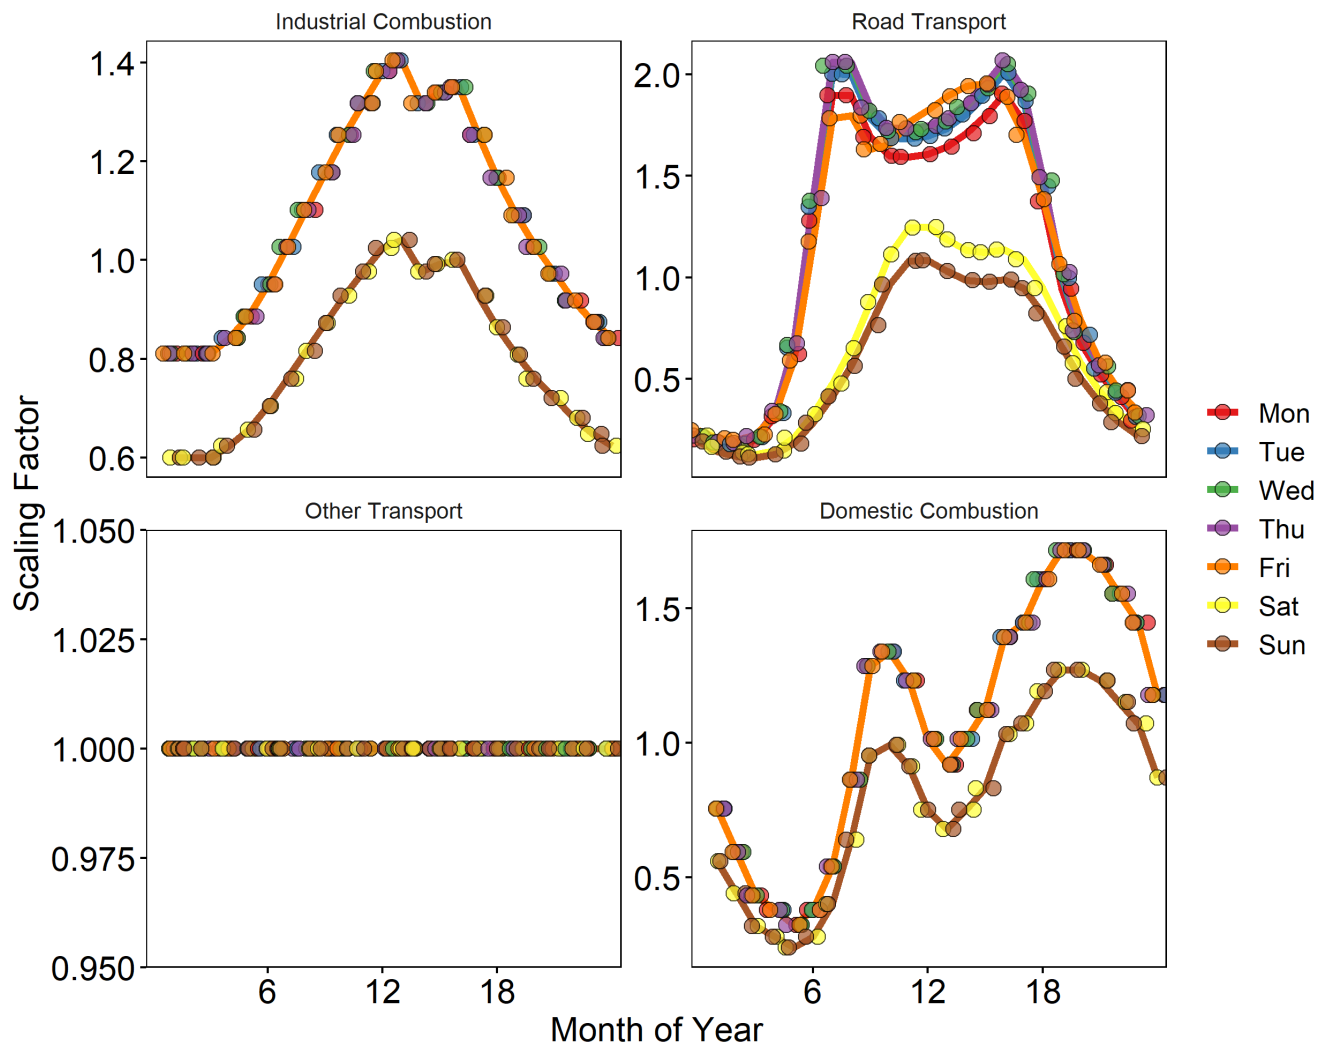 Industrial Combustion
Road Transport
1.4
1.2
1.0
0.8
0.6
2.0
1.5
1.0
0.5
Scaling Factor
Other Transport
Domestic Combustion
1.050
1.025
1.000
0.975
0.950
1.5
1.0
0.5
6
12
18
6
12
18
Month of Year
Mon
Tue
Wed
Thu
Fri
Sat
Sun